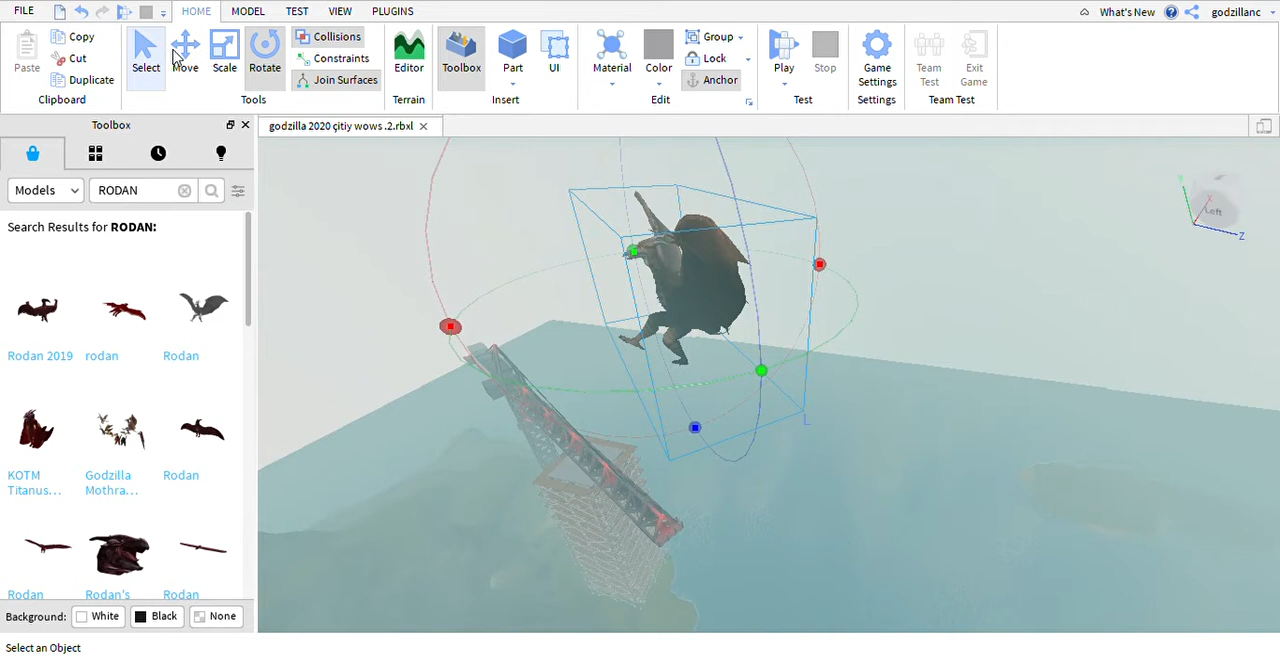 FILE HOME MODEL TEST VIEW PLUGINS What's New godzillanc
Paste Copy Cut Duplicate
Clipboard
Select Move Scale Rotate Collisions Constraints Join Surfaces
Tools
Editor
Terrain
Toolbox Part UI
Insert
Material Color Group Lock Anchor
Edit
Play Stop
Test
Game Settings
Settings
Team Test Exit Game
Team Test
Toolbox
godzilla 2020 çitiy wows .2.rbxl
Models RODAN
Search Results for RODAN:
Rodan 2019 rodan Rodan
KOTM Godzilla Rodan
Titanus... Mothra...
Rodan Rodan's Rodan
Background: White Black None
Left
Y
X
Z
L
Select an Object